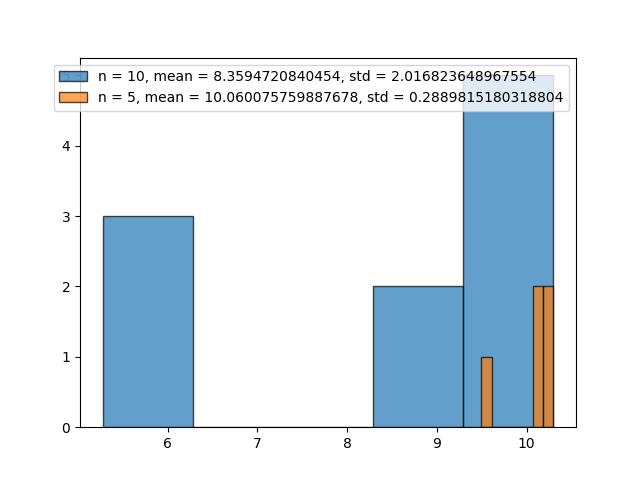 n = 10, mean = 8.3594720840454, std = 2.016823648967554
n = 5, mean = 10.060075759887678, std = 0.2889815180318804
4
3
2
1
0
6 7 8 9 10